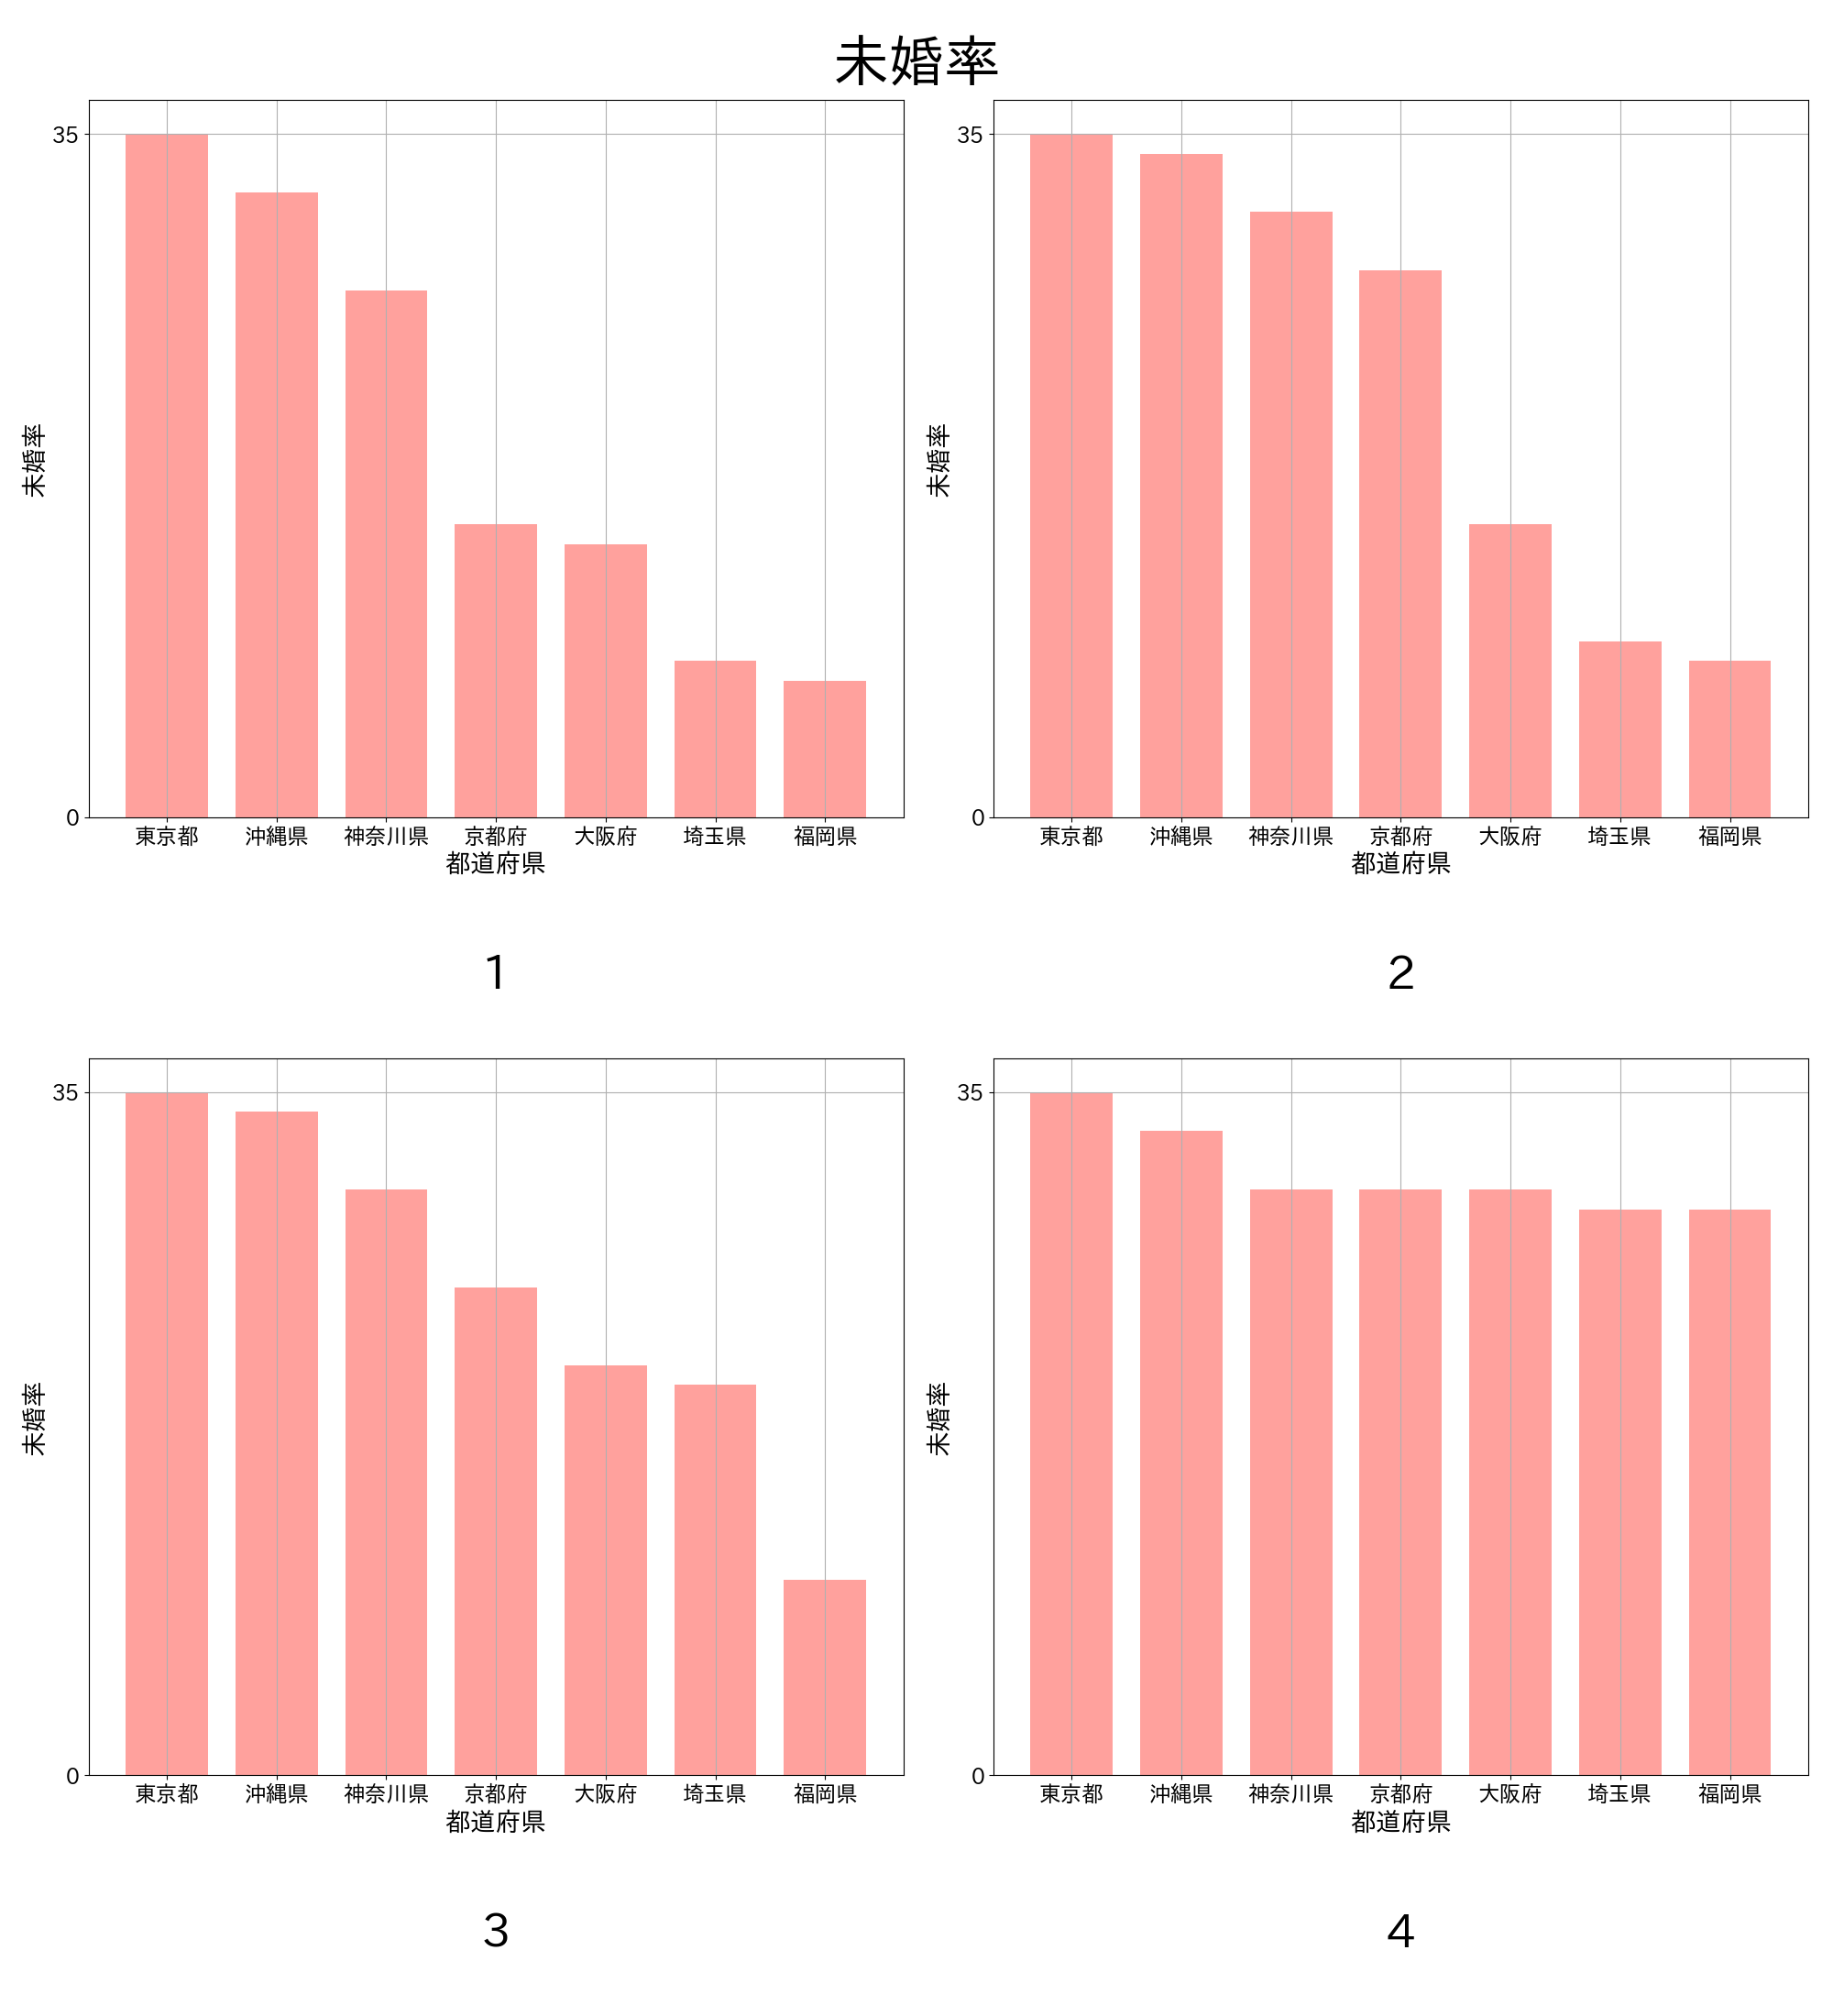 未婚率
35
0
未婚率
東京都 沖縄県 神奈川県 京都府 大阪府 埼玉県 福岡県
都道府県
1
35
0
未婚率
東京都 沖縄県 神奈川県 京都府 大阪府 埼玉県 福岡県
都道府県
2
35
0
未婚率
東京都 沖縄県 神奈川県 京都府 大阪府 埼玉県 福岡県
都道府県
3
35
0
未婚率
東京都 沖縄県 神奈川県 京都府 大阪府 埼玉県 福岡県
都道府県
4